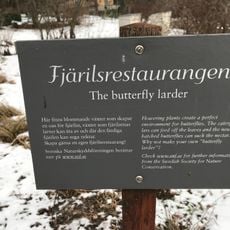 Fjärilsrestaurangen
The butterfly larder
Här finns blommande växter som skapar
en oas för fjärilar, växter som fjärilarnas
larver kan äta av och där den färdiga
fjärilen kan suga nektar.
Skapa gärna en egen fjärilsrestaurang!
Svenska Naturskyddsföreningen berättar
mer på www.snf.se
Flowering plants create a perfect
environment for butterflies. The cater
lars can feed off the leaves and the new
hatched butterflies can suck the nectar.
Why not make your own "butterfly
larder"?
Check www.snf.se for further information
from the Swedish Society for Nature
Conservation.